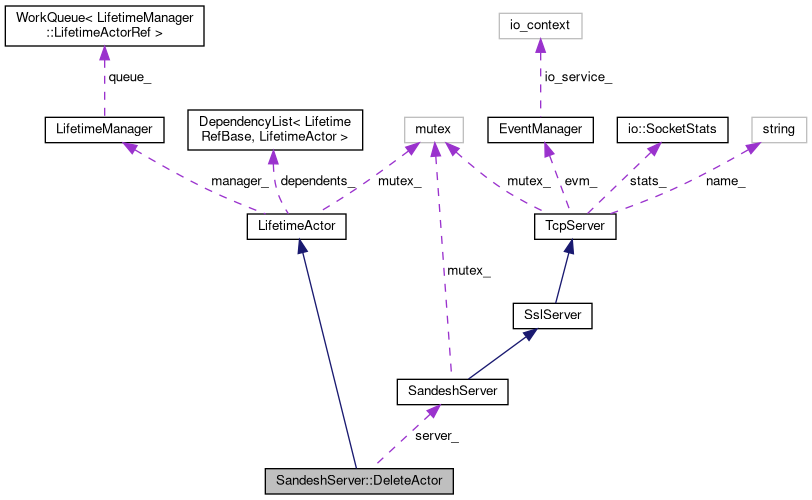 WorkQueue< LifetimeManager
::LifetimeActorRef >
io_context
queue_
io_service_
LifetimeManager
DependencyList< Lifetime
RefBase, LifetimeActor >
mutex
EventManager
io::SocketStats
string
manager_
dependents_
mutex_
mutex_
evm_
stats_
name_
LifetimeActor
TcpServer
mutex_
SslServer
SandeshServer
server_
SandeshServer::DeleteActor